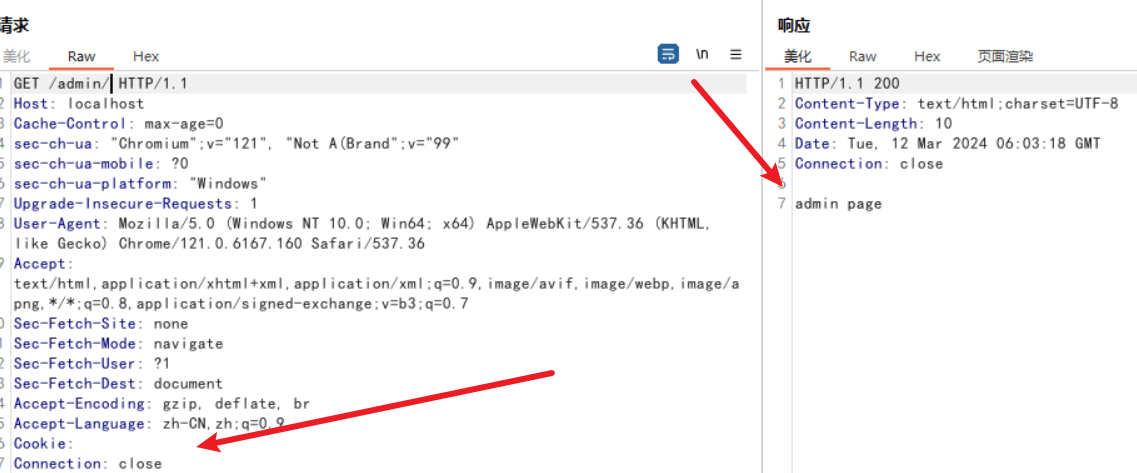 请求
美化 Raw Hex \n
1 GET /admin/ HTTP/1.1
2 Host: localhost
3 Cache-Control: max-age=0
4 sec-ch-ua: "Chromium";v="121", "Not A(Brand";v="99"
5 sec-ch-ua-mobile: ?0
6 sec-ch-ua-platform: "Windows"
7 Upgrade-Insecure-Requests: 1
8 User-Agent: Mozilla/5.0 (Windows NT 10.0; Win64; x64) AppleWebKit/537.36 (KHTML,
like Gecko) Chrome/121.0.6167.160 Safari/537.36
9 Accept:
text/html,application/xhtml+xml,application/xml;q=0.9,image/avif,image/webp,image/a
png,*/*;q=0.8,application/signed-exchange;v=b3;q=0.7
0 Sec-Fetch-Site: none
1 Sec-Fetch-Mode: navigate
2 Sec-Fetch-User: ?1
3 Sec-Fetch-Dest: document
4 Accept-Encoding: gzip, deflate, br
5 Accept-Language: zh-CN,zh;q=0.9
6 Cookie:
7 Connection: close
响应
美化 Raw Hex 页面渲染
1 HTTP/1.1 200
2 Content-Type: text/html;charset=UTF-8
3 Content-Length: 10
4 Date: Tue, 12 Mar 2024 06:03:18 GMT
5 Connection: close
6
7 admin page